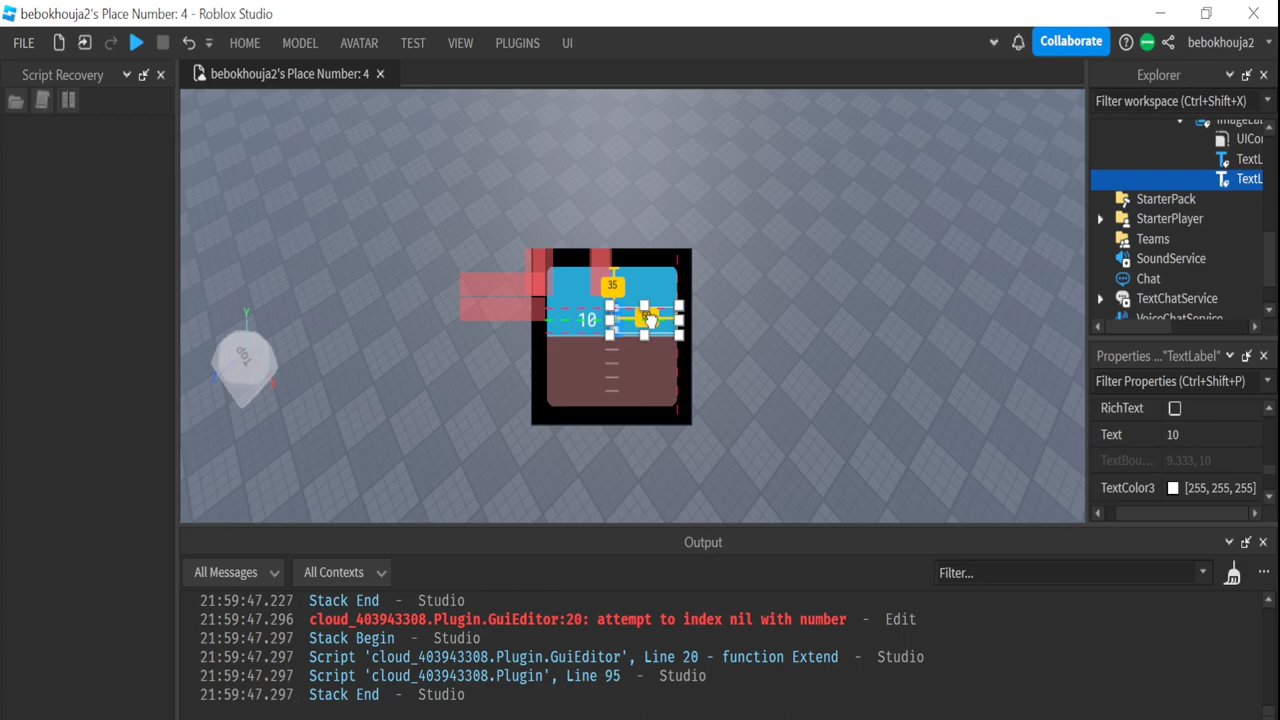 bebokhouja2's Place Number: 4 - Roblox Studio
FILE HOME MODEL AVATAR TEST VIEW PLUGINS UI Collaborate bebokhouja2
Script Recovery
bebokhouja2's Place Number: 4
Explorer
Filter workspace (Ctrl+Shift+X)
ImageLab
UICor
TextL
TextL
StarterPack
StarterPlayer
Teams
SoundService
Chat
TextChatService
VoiceChatService
35
10
Y
Z
X
Top
Properties ..."TextLabel"
Filter Properties (Ctrl+Shift+P)
RichText
Text 10
TextBou... 9.333, 10
TextColor3 [255, 255, 255]
Output
All Messages All Contexts Filter...
21:59:47.227 Stack End - Studio
21:59:47.296 cloud_403943308.Plugin.GuiEditor:20: attempt to index nil with number - Edit
21:59:47.297 Stack Begin - Studio
21:59:47.297 Script 'cloud_403943308.Plugin.GuiEditor', Line 20 - function Extend - Studio
21:59:47.297 Script 'cloud_403943308.Plugin', Line 95 - Studio
21:59:47.297 Stack End - Studio